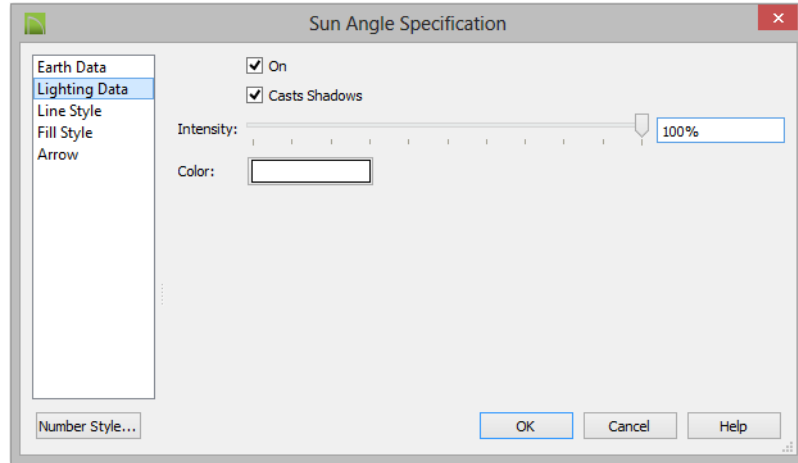 Sun Angle Specification
Earth Data
Lighting Data
Line Style
Fill Style
Arrow
On
Casts Shadows
Intensity: 100%
Color:
Number Style... OK Cancel Help